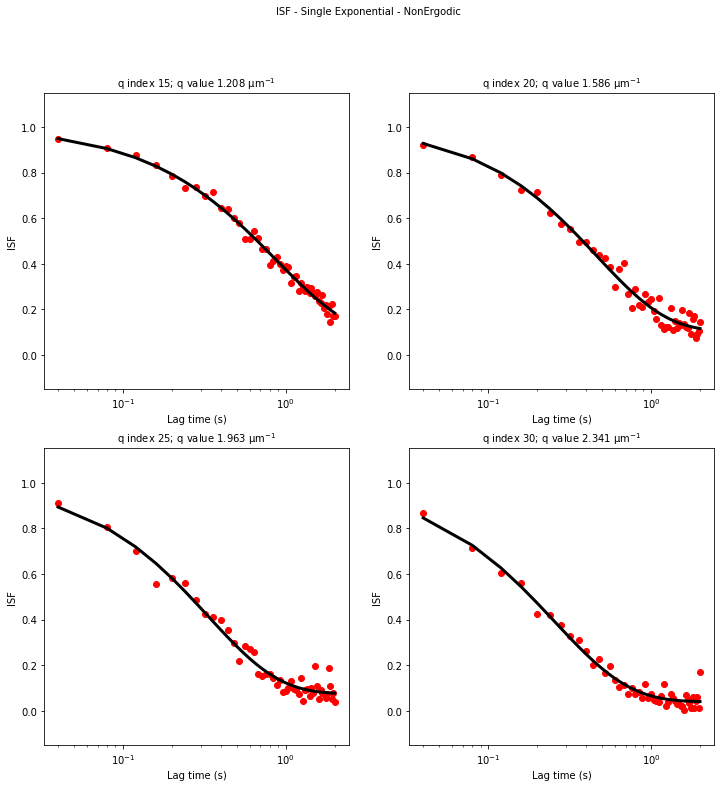 ISF - Single Exponential - NonErgodic
q index 15; q value 1.208 μm⁻¹
q index 20; q value 1.586 μm⁻¹
1.0
0.8
0.6
0.4
0.2
0.0
ISF
10⁻¹
10⁰
Lag time (s)
1.0
0.8
0.6
0.4
0.2
0.0
ISF
10⁻¹
10⁰
Lag time (s)
q index 25; q value 1.963 μm⁻¹
q index 30; q value 2.341 μm⁻¹
1.0
0.8
0.6
0.4
0.2
0.0
ISF
10⁻¹
10⁰
Lag time (s)
1.0
0.8
0.6
0.4
0.2
0.0
ISF
10⁻¹
10⁰
Lag time (s)